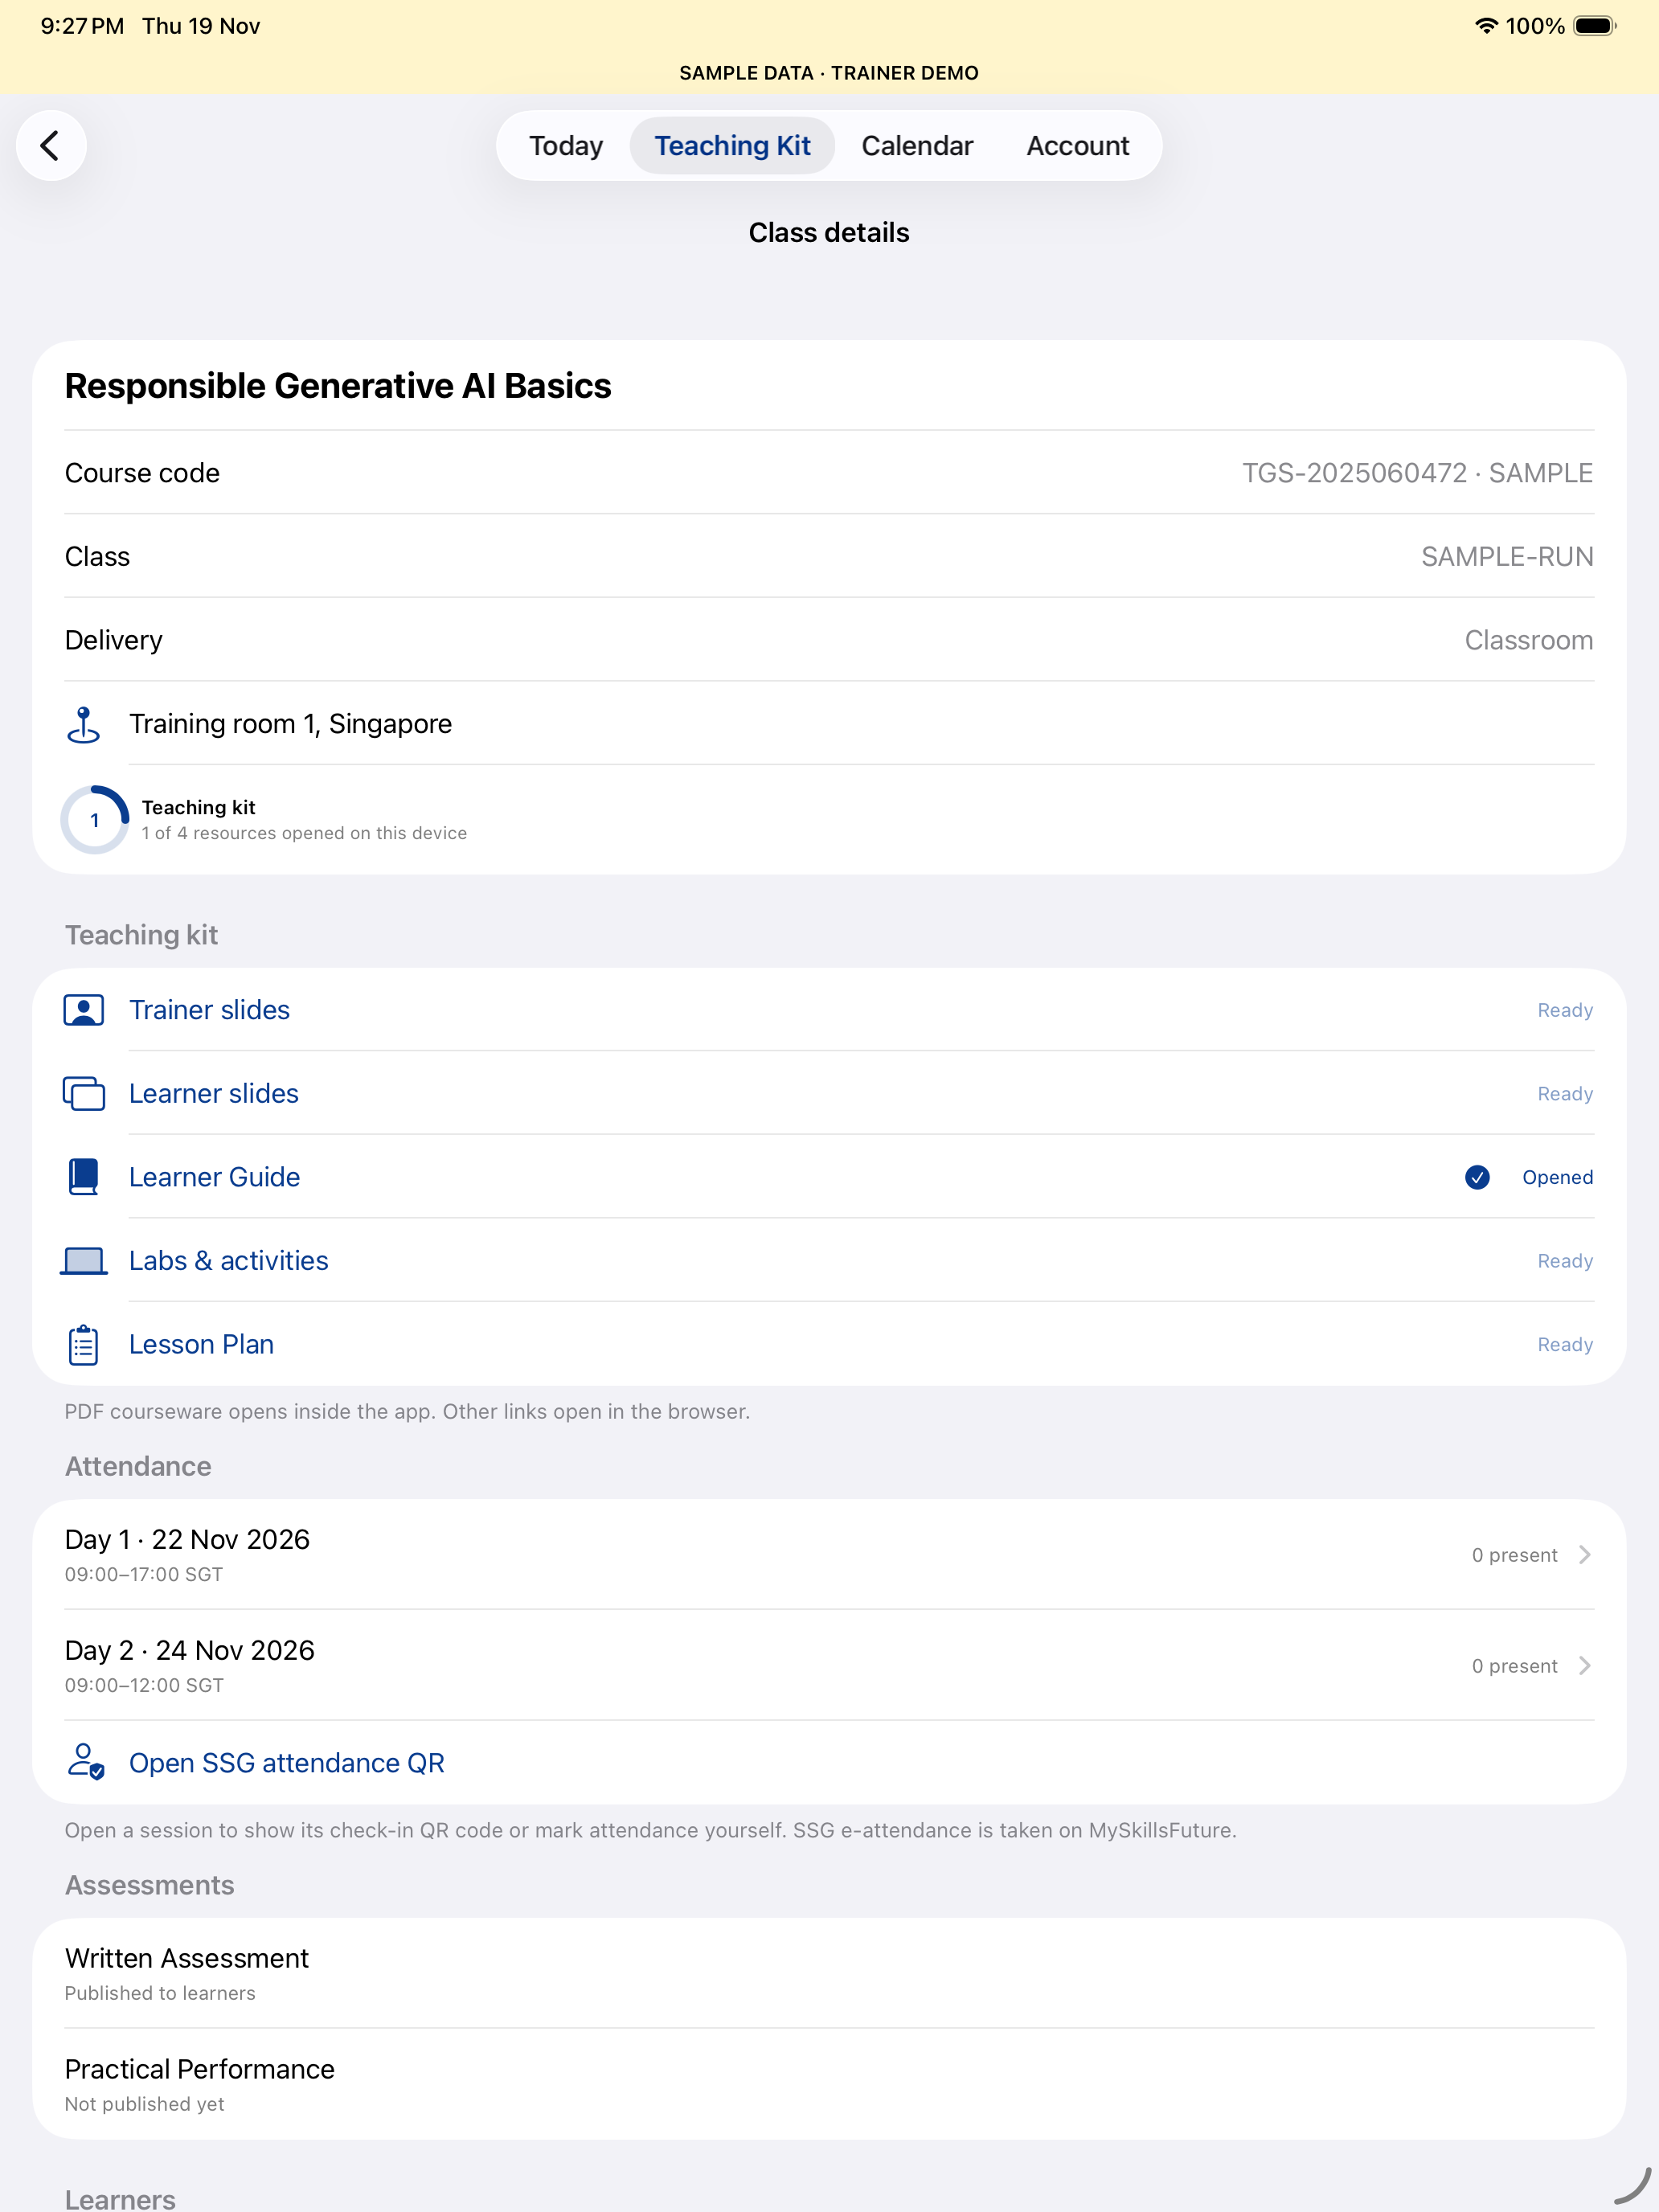 9:27 PM Thu 19 Nov
100%
SAMPLE DATA · TRAINER DEMO
Today
Teaching Kit
Calendar
Account
Class details
Responsible Generative AI Basics
Course code
TGS-2025060472 · SAMPLE
Class
SAMPLE-RUN
Delivery
Classroom
Training room 1, Singapore
1
Teaching kit
1 of 4 resources opened on this device
Teaching kit
Trainer slides
Ready
Learner slides
Ready
Learner Guide
Opened
Labs & activities
Ready
Lesson Plan
Ready
PDF courseware opens inside the app. Other links open in the browser.
Attendance
Day 1 · 22 Nov 2026
09:00–17:00 SGT
0 present
Day 2 · 24 Nov 2026
09:00–12:00 SGT
0 present
Open SSG attendance QR
Open a session to show its check-in QR code or mark attendance yourself. SSG e-attendance is taken on MySkillsFuture.
Assessments
Written Assessment
Published to learners
Practical Performance
Not published yet
Learners